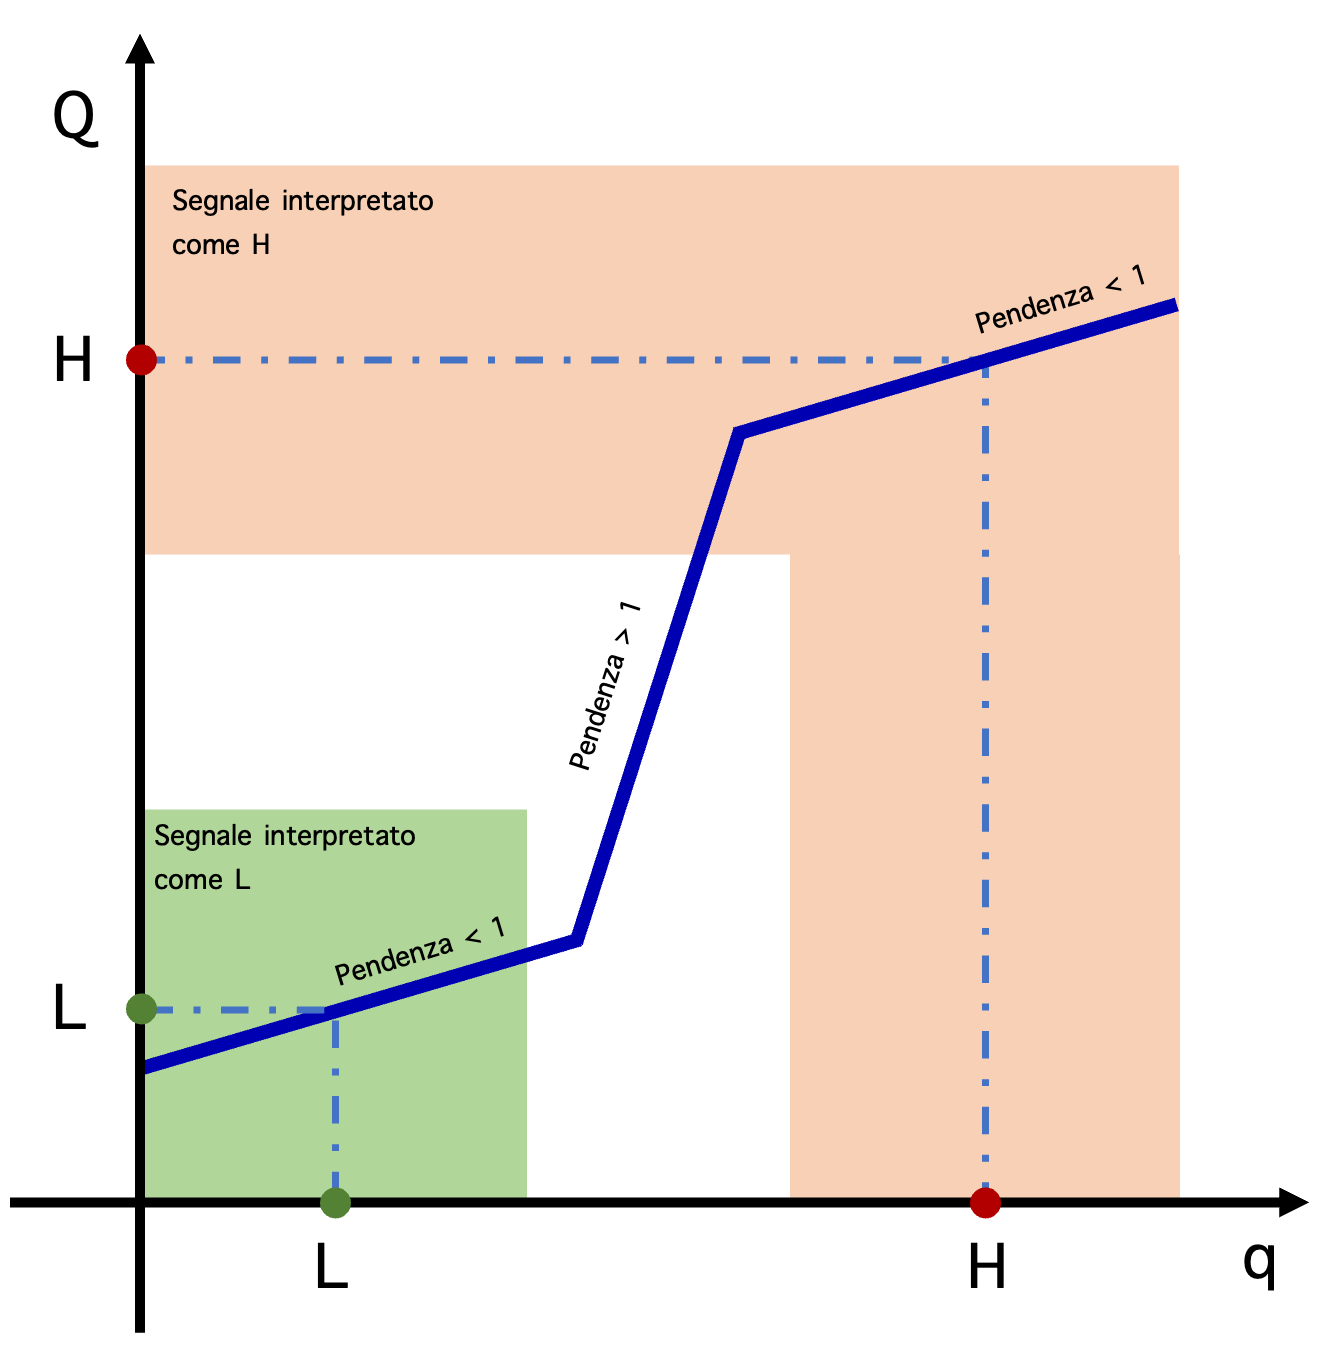 Q
Segnale interpretato
come H
Pendenza < 1
H
Pendenza > 1
Segnale interpretato
come L
Pendenza < 1
L
L
H
q